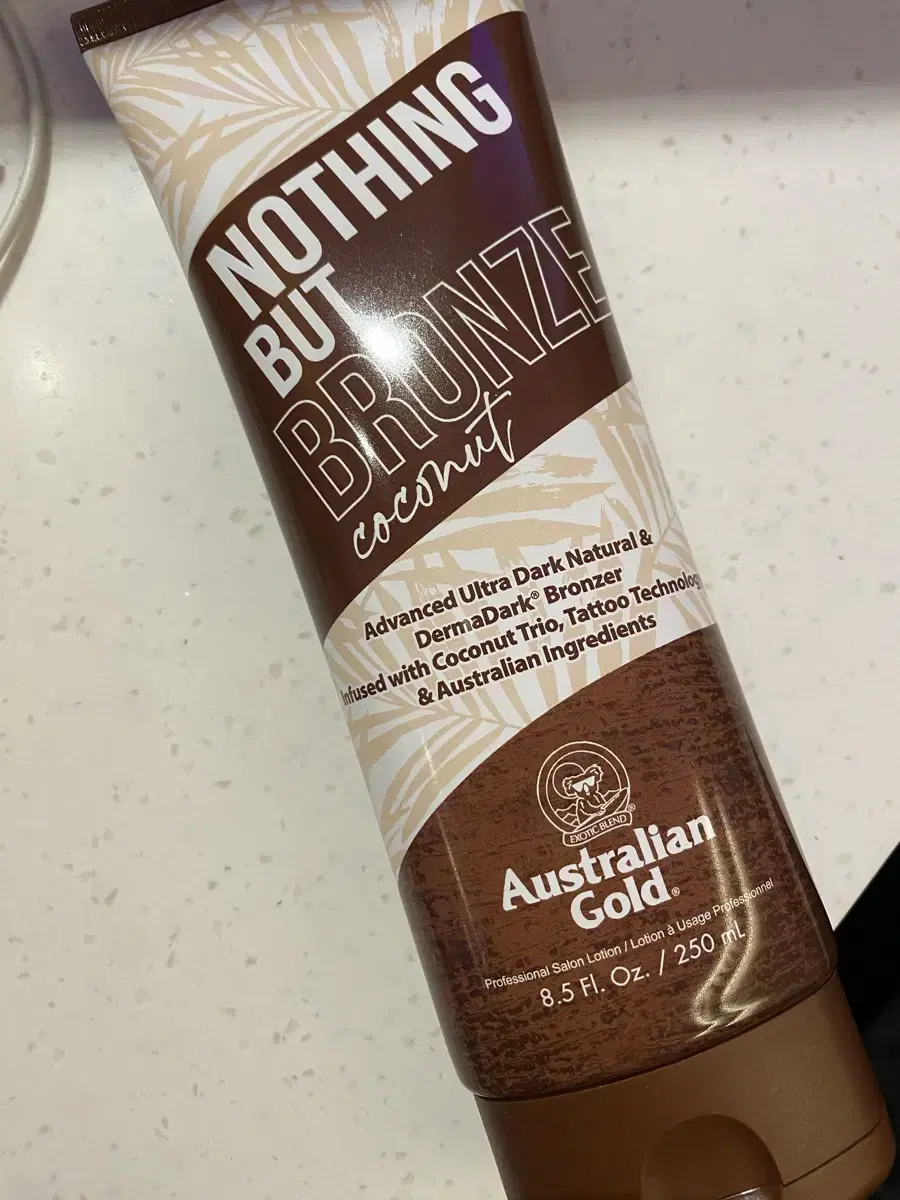 NOTHING
BUT
BRONZE
coconut
Advanced Ultra Dark Natural &
DermaDark® Bronzer
Infused with Coconut Trio, Tattoo Technology
& Australian Ingredients
EXOTIC BLEND®
Australian
Gold®
Professional Salon Lotion / Lotion à Usage Professionnel
8.5 Fl. Oz. / 250 mL